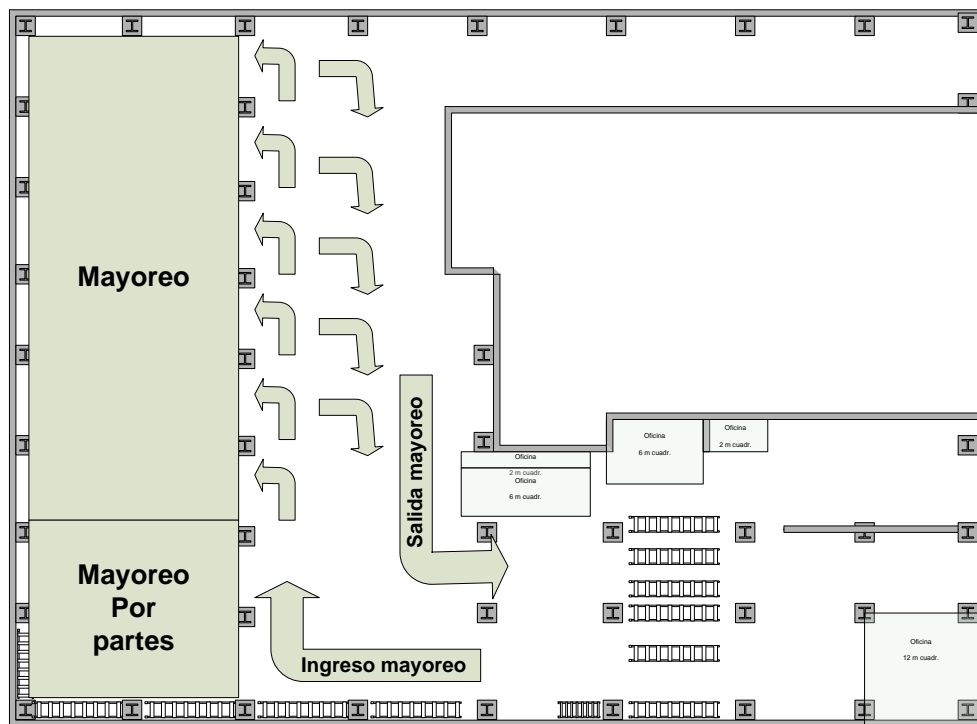 Mayoreo
Mayoreo
Por
partes
Salida mayoreo
Ingreso mayoreo
Oficina
2 m cuadr.
Oficina
6 m cuadr.
Oficina
6 m cuadr.
Oficina
2 m cuadr.
Oficina
12 m cuadr.